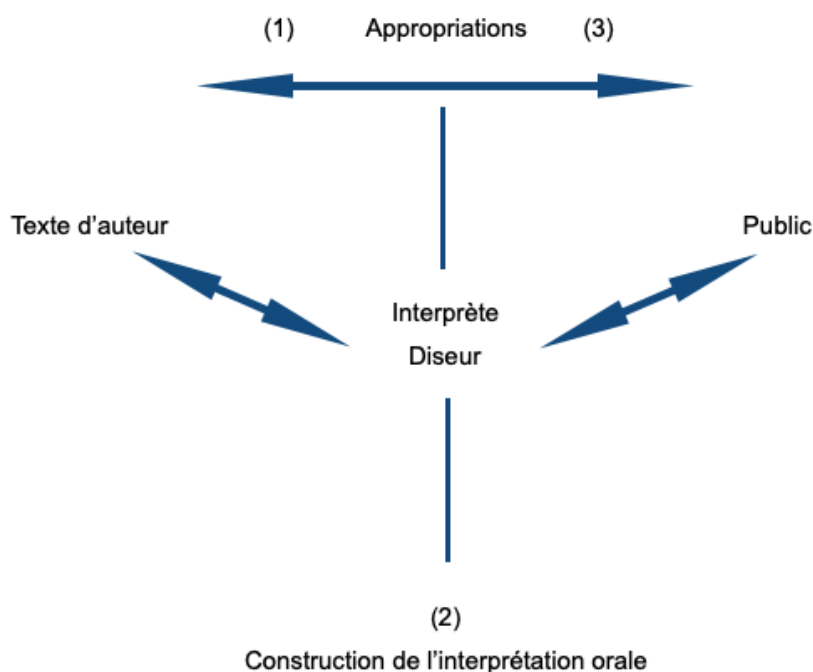 (1) Appropriations (3)
Texte d’auteur
Public
Interprète
Diseur
(2)
Construction de l’interprétation orale